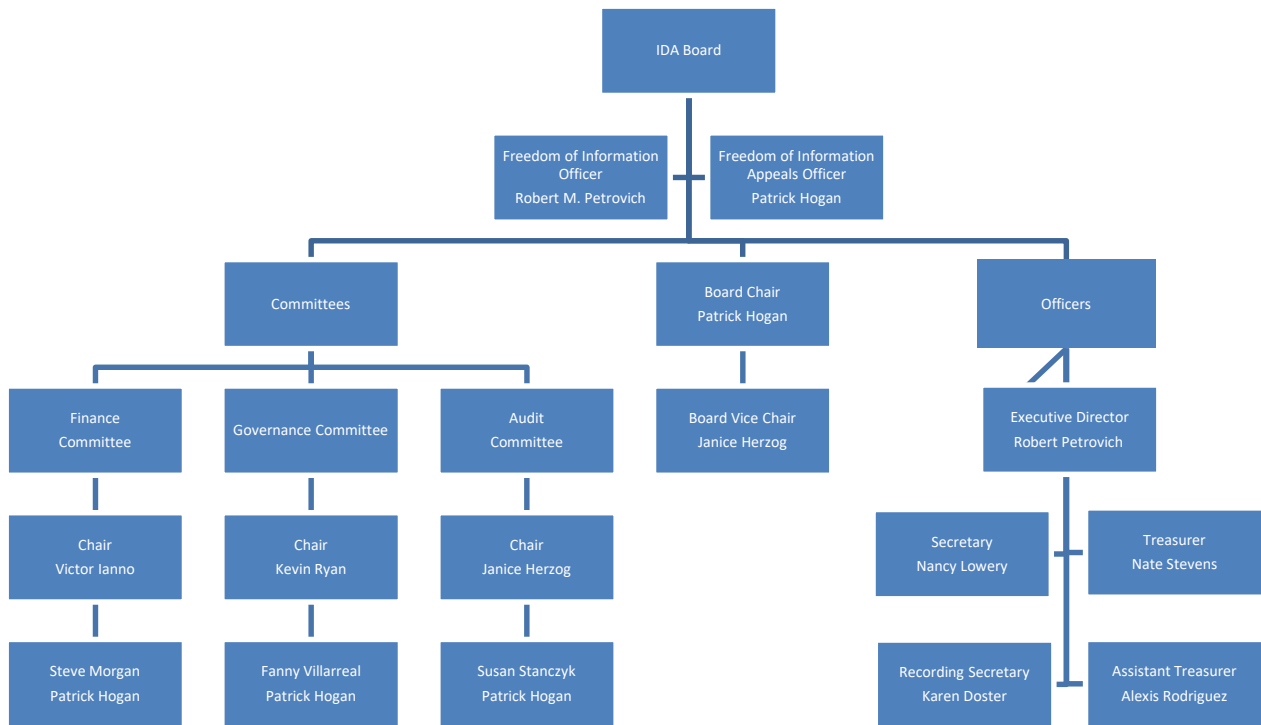 IDA Board
Freedom of Information
Officer
Robert M. Petrovich
Freedom of Information
Appeals Officer
Patrick Hogan
Committees
Board Chair
Patrick Hogan
Officers
Finance
Committee
Governance Committee
Audit
Committee
Board Vice Chair
Janice Herzog
Executive Director
Robert Petrovich
Chair
Victor Ianno
Chair
Kevin Ryan
Chair
Janice Herzog
Secretary
Nancy Lowery
Treasurer
Nate Stevens
Steve Morgan
Patrick Hogan
Fanny Villarreal
Patrick Hogan
Susan Stanczyk
Patrick Hogan
Recording Secretary
Karen Doster
Assistant Treasurer
Alexis Rodriguez